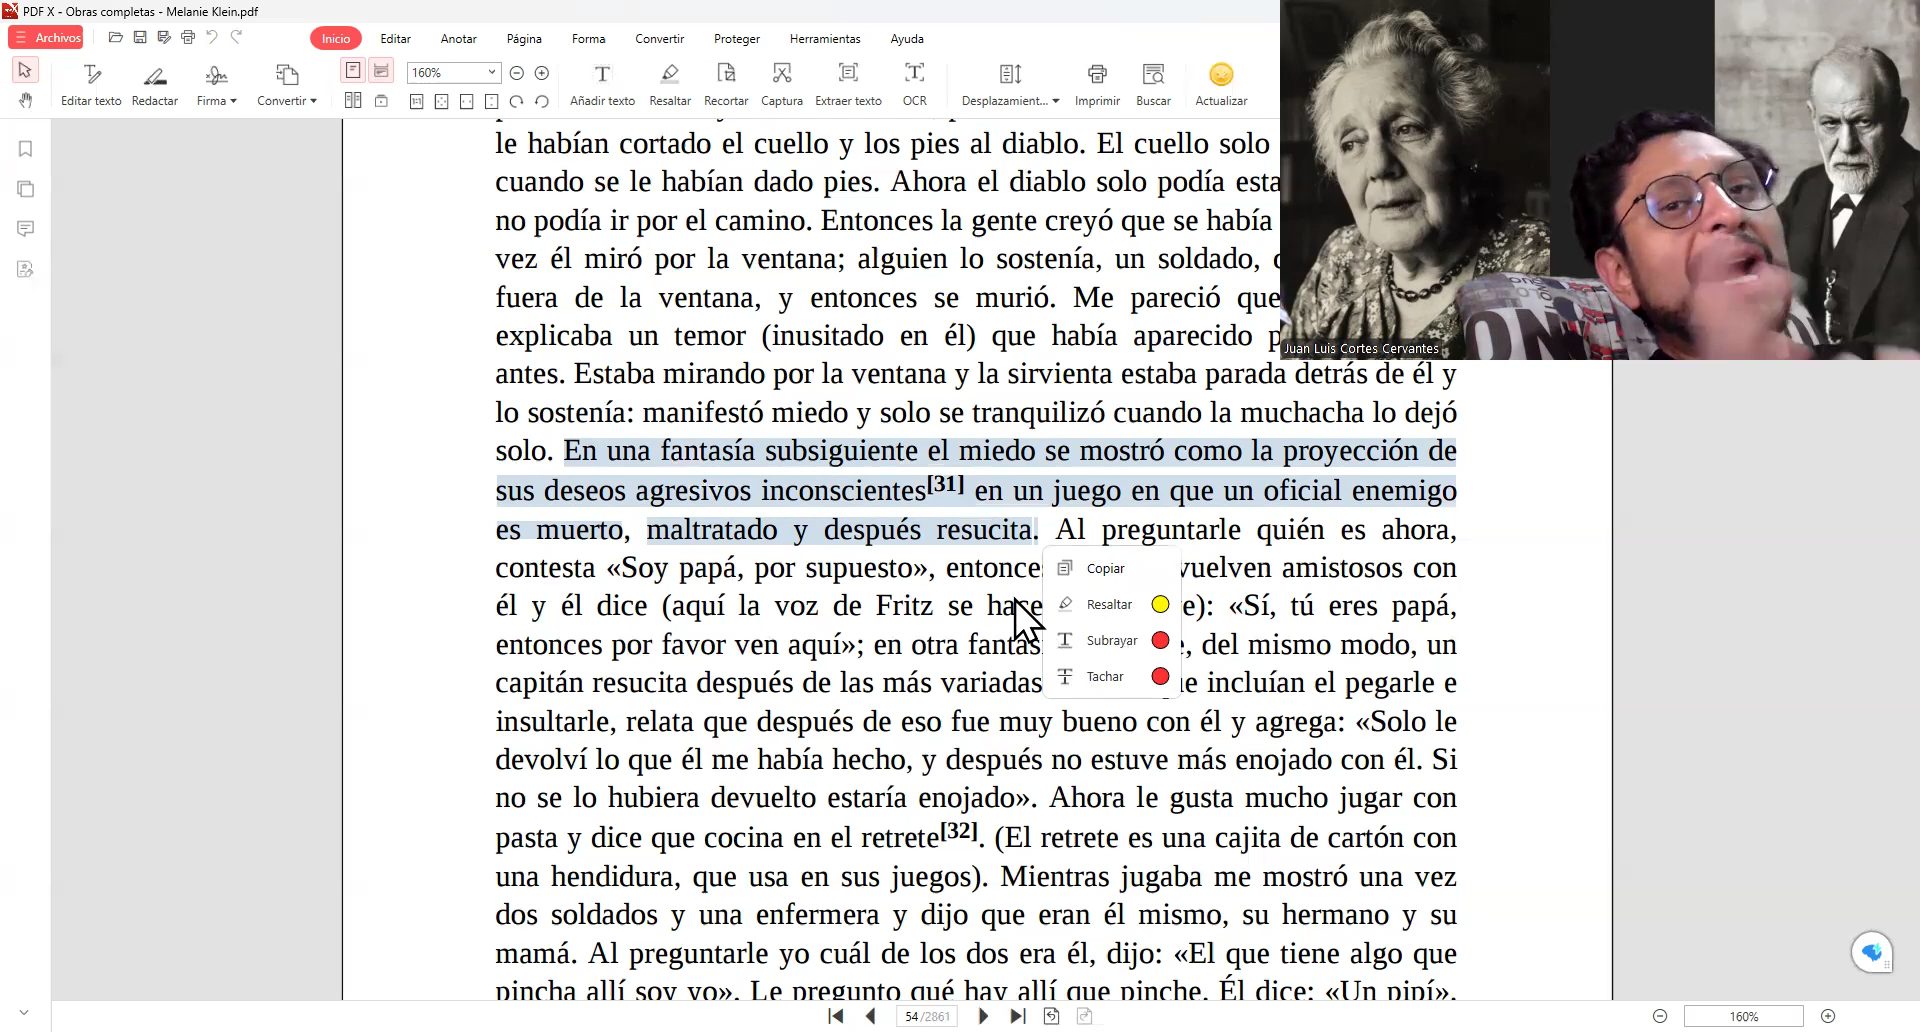 PDF X - Obras completas - Melanie Klein.pdf
Archivos
Inicio Editar Anotar Página Forma Convertir Proteger Herramientas Ayuda
160%
Editar texto Redactar Firma Convertir Añadir texto Resaltar Recortar Captura Extraer texto OCR Desplazamient... Imprimir Buscar Actualizar
le habían cortado el cuello y los pies al diablo. El cuello solo
cuando se le habían dado pies. Ahora el diablo solo podía esta
no podía ir por el camino. Entonces la gente creyó que se había
vez él miró por la ventana; alguien lo sostenía, un soldado,
fuera de la ventana, y entonces se murió. Me pareció que
explicaba un temor (inusitado en él) que había aparecido
antes. Estaba mirando por la ventana y la sirvienta estaba parada detrás de él y
lo sostenía: manifestó miedo y solo se tranquilizó cuando la muchacha lo dejó
solo. En una fantasía subsiguiente el miedo se mostró como la proyección de
sus deseos agresivos inconscientes[31] en un juego en que un oficial enemigo
es muerto, maltratado y después resucita. Al preguntarle quién es ahora,
contesta «Soy papá, por supuesto», entonces vuelven amistosos con
él y él dice (aquí la voz de Fritz se hace e): «Sí, tú eres papá,
entonces por favor ven aquí»; en otra fantas , del mismo modo, un
capitán resucita después de las más variadas incluían el pegarle e
insultarle, relata que después de eso fue muy bueno con él y agrega: «Solo le
devolví lo que él me había hecho, y después no estuve más enojado con él. Si
no se lo hubiera devuelto estaría enojado». Ahora le gusta mucho jugar con
pasta y dice que cocina en el retrete[32]. (El retrete es una cajita de cartón con
una hendidura, que usa en sus juegos). Mientras jugaba me mostró una vez
dos soldados y una enfermera y dijo que eran él mismo, su hermano y su
mamá. Al preguntarle yo cuál de los dos era él, dijo: «El que tiene algo que
pincha allí soy yo». Le pregunto qué hay allí que pinche. Él dice: «Un pipí».
Copiar
Resaltar
Subrayar
Tachar
Juan Luis Cortes Cervantes
54 /2861
160%